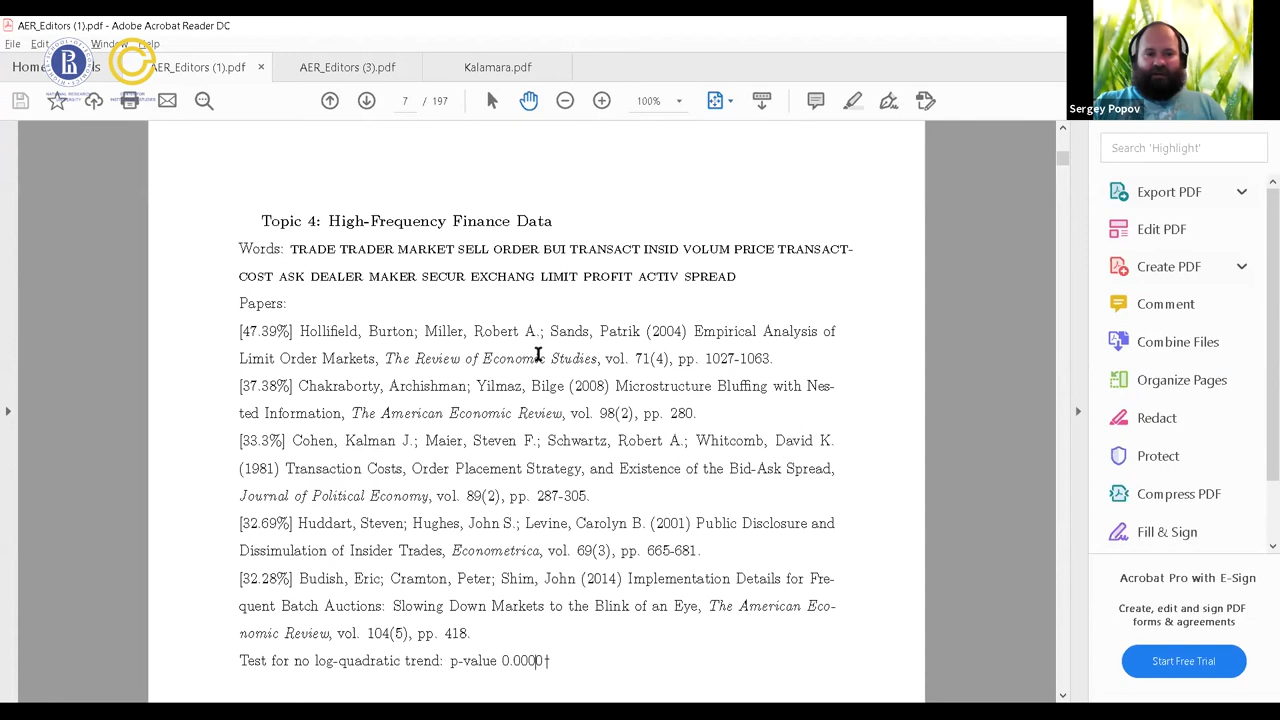 AER_Editors (1).pdf - Adobe Acrobat Reader DC
File Edit Window Help
AER_Editors (1).pdf × AER_Editors (3).pdf Kalamara.pdf
7 / 197 100%
Sergey Popov
Search 'Highlight'
Export PDF
Edit PDF
Create PDF
Comment
Combine Files
Organize Pages
Redact
Protect
Compress PDF
Fill & Sign
Acrobat Pro with E-Sign
Create, edit and sign PDF
forms & agreements
Start Free Trial
Topic 4: High-Frequency Finance Data
Words: TRADE TRADER MARKET SELL ORDER BUI TRANSACT INSID VOLUM PRICE TRANSACT-
COST ASK DEALER MAKER SECUR EXCHANG LIMIT PROFIT ACTIV SPREAD
Papers:
[47.39%] Hollifield, Burton; Miller, Robert A.; Sands, Patrik (2004) Empirical Analysis of
Limit Order Markets, The Review of Economic Studies, vol. 71(4), pp. 1027-1063.
[37.38%] Chakraborty, Archishman; Yilmaz, Bilge (2008) Microstructure Bluffing with Nes-
ted Information, The American Economic Review, vol. 98(2), pp. 280.
[33.3%] Cohen, Kalman J.; Maier, Steven F.; Schwartz, Robert A.; Whitcomb, David K.
(1981) Transaction Costs, Order Placement Strategy, and Existence of the Bid-Ask Spread,
Journal of Political Economy, vol. 89(2), pp. 287-305.
[32.69%] Huddart, Steven; Hughes, John S.; Levine, Carolyn B. (2001) Public Disclosure and
Dissimulation of Insider Trades, Econometrica, vol. 69(3), pp. 665-681.
[32.28%] Budish, Eric; Cramton, Peter; Shim, John (2014) Implementation Details for Fre-
quent Batch Auctions: Slowing Down Markets to the Blink of an Eye, The American Eco-
nomic Review, vol. 104(5), pp. 418.
Test for no log-quadratic trend: p-value 0.0000†